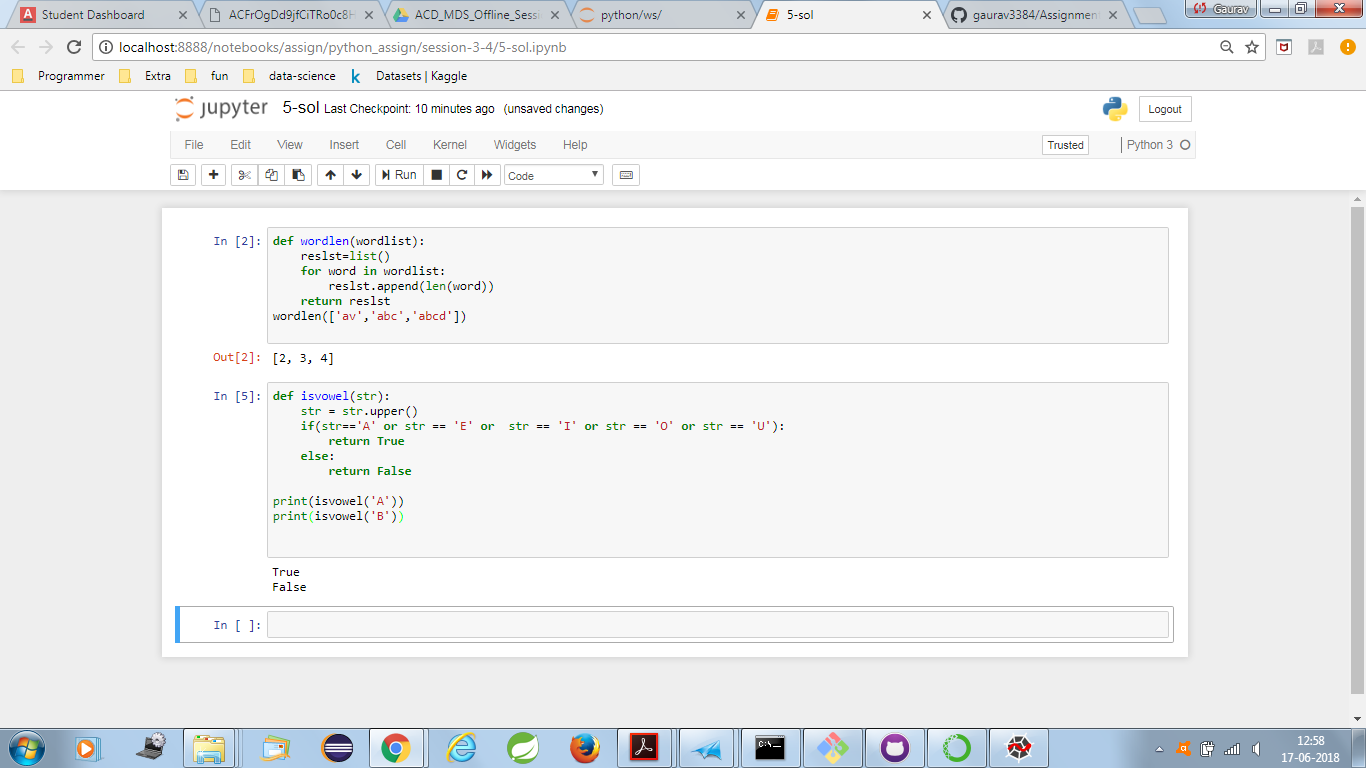 Student Dashboard
ACFrOgDd9jfCiTRo0c8H
ACD_MDS_Offline_Sessi
python/ws/
5-sol
gaurav3384/Assignment
Gaurav
localhost:8888/notebooks/assign/python_assign/session-3-4/5-sol.ipynb
Programmer Extra fun data-science k Datasets | Kaggle
jupyter 5-sol Last Checkpoint: 10 minutes ago (unsaved changes) Logout
File Edit View Insert Cell Kernel Widgets Help Trusted Python 3
Run Code
In [2]: def wordlen(wordlist):
    reslst=list()
    for word in wordlist:
        reslst.append(len(word))
    return reslst
wordlen(['av','abc','abcd'])
Out[2]: [2, 3, 4]
In [5]: def isvowel(str):
    str = str.upper()
    if(str=='A' or str == 'E' or  str == 'I' or str == 'O' or str == 'U'):
        return True
    else:
        return False
print(isvowel('A'))
print(isvowel('B'))
True
False
In [ ]:
12:58
17-06-2018